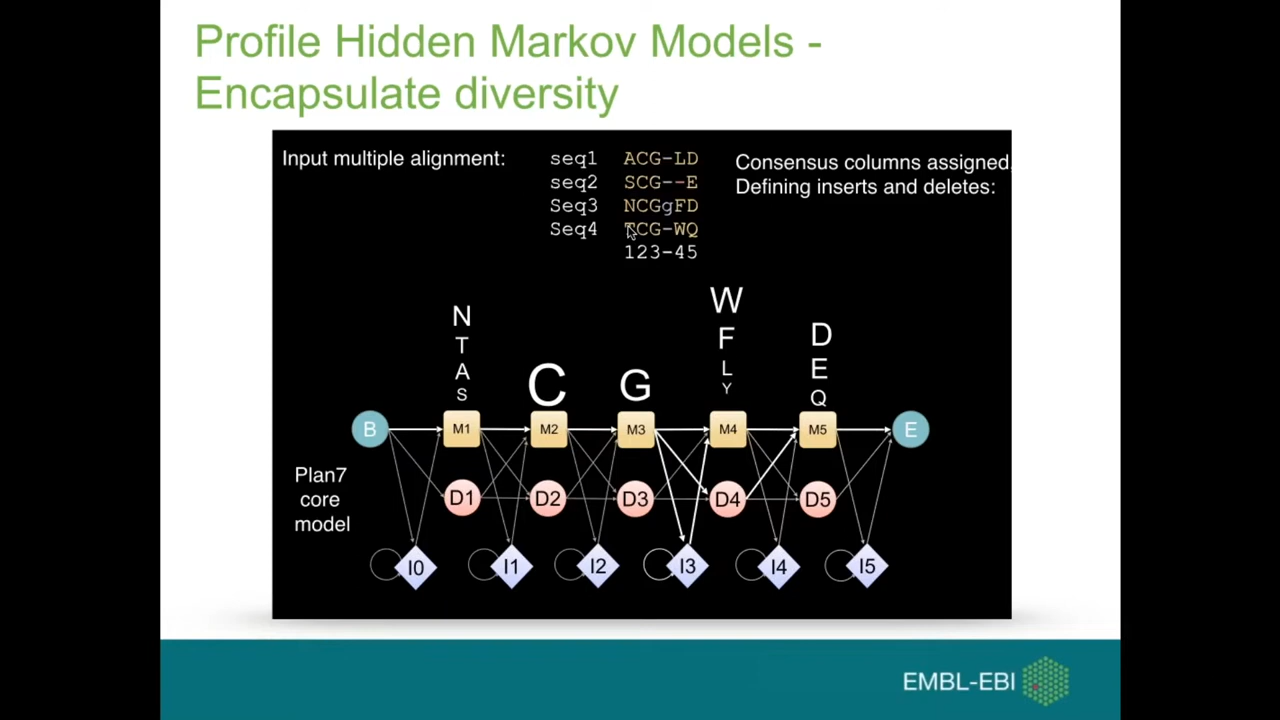 Profile Hidden Markov Models -
Encapsulate diversity
Input multiple alignment:
seq1 ACG-LD
seq2 SCG--E
Seq3 NCGgFD
Seq4 TCG-WQ
123-45
Consensus columns assigned,
Defining inserts and deletes:
N
T
A
S
C
G
W
F
L
Y
D
E
Q
B M1 M2 M3 M4 M5 E
Plan7
core
model
D1 D2 D3 D4 D5
I0 I1 I2 I3 I4 I5
EMBL-EBI